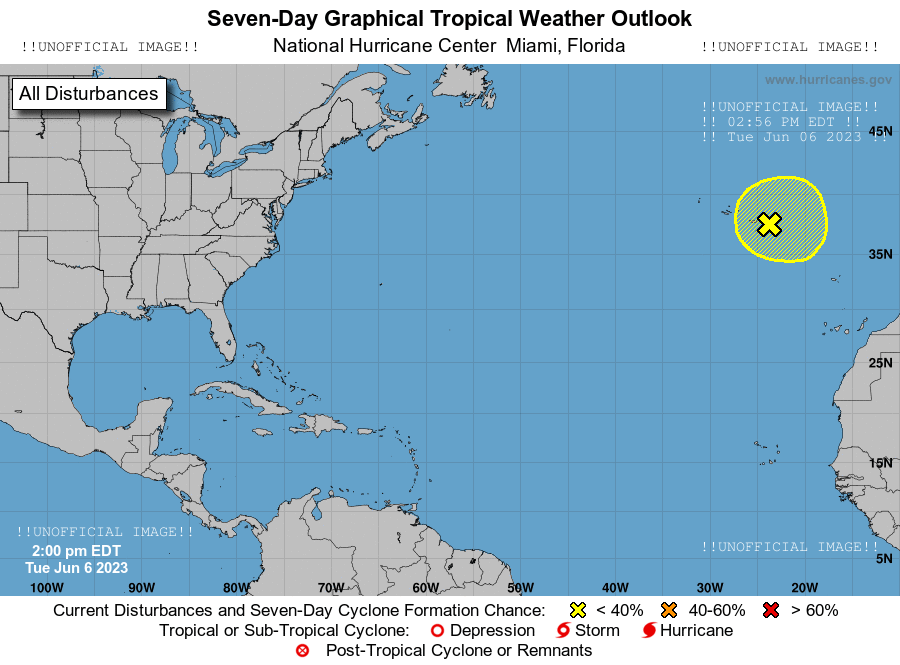 Seven-Day Graphical Tropical Weather Outlook
!!UNOFFICIAL IMAGE!! National Hurricane Center Miami, Florida !!UNOFFICIAL IMAGE!!
www.hurricanes.gov
All Disturbances
!!UNOFFICIAL IMAGE!!
!! 02:56 PM EDT !!
!! Tue Jun 06 2023 !!
45N
35N
25N
15N
!!UNOFFICIAL IMAGE!!
!!UNOFFICIAL IMAGE!!
2:00 pm EDT
5N
Tue Jun 6 2023
100W 90W 80W 70W 60W 50W 40W 30W 20W
Current Disturbances and Seven-Day Cyclone Formation Chance: < 40% 40-60% > 60%
Tropical or Sub-Tropical Cyclone: Depression Storm Hurricane
Post-Tropical Cyclone or Remnants